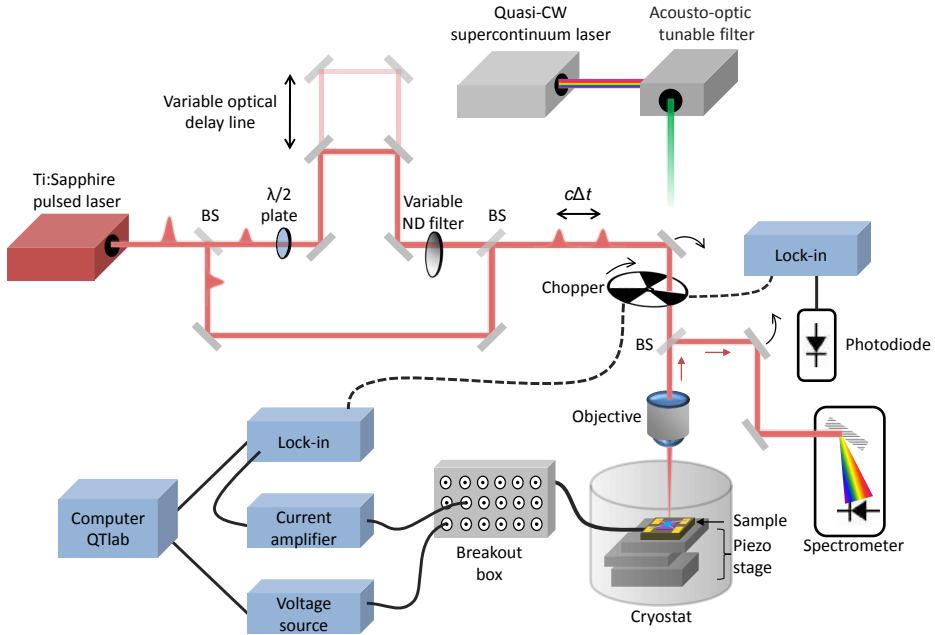 Quasi-CW
supercontinuum laser
Acousto-optic
tunable filter
Variable optical
delay line
Ti:Sapphire
pulsed laser
BS
λ/2
plate
Variable
ND filter
BS
cΔt
Lock-in
Chopper
BS
Photodiode
Objective
Lock-in
Computer
QTlab
Current
amplifier
Breakout
box
Sample
Piezo
stage
Spectrometer
Voltage
source
Cryostat